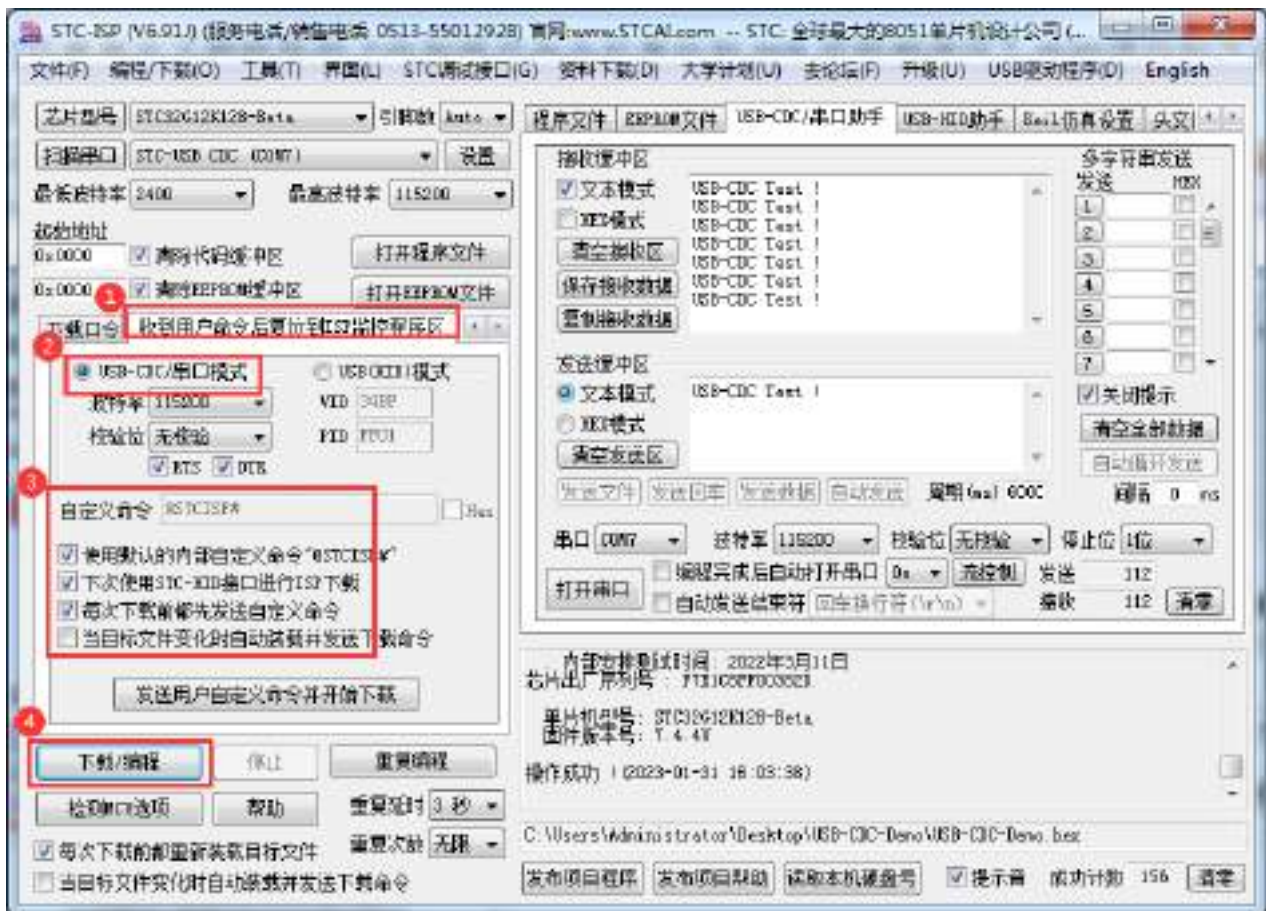 STC-ISP (V6.91J) (服务电话/销售电话: 0513-55012928) 官网:www.STCAI.com -- STC: 全球最大的8051单片机设计公司 (...
文件(F) 编程/下载(O) 工具(T) 界面(L) STC调试接口(G) 资料下载(D) 大学计划(U) 去论坛(F) 升级(U) USB驱动程序(D) English
芯片型号 STC32G12K128-Beta 引脚数 Auto
扫描串口 STC-USB CDC (COM7) 设置
最低波特率 2400 最高波特率 115200
起始地址
0x0000 清除代码缓冲区 打开程序文件
0x0000 清除EEPROM缓冲区 打开EEPROM文件
1
下载口令 收到用户命令后复位到ISP监控程序区
2
USB-CDC/串口模式 USB(HID)模式
波特率 115200 VID 34BF
校验位 无校验 PID FF01
RTS DTR
3
自定义命令 @STCISP# Hex
使用默认的内部自定义命令"@STCISP#"
下次使用STC-HID接口进行ISP下载
每次下载前都先发送自定义命令
当目标文件变化时自动装载并发送下载命令
发送用户自定义命令并开始下载
4
下载/编程 停止 重复编程
检测MCU选项 帮助 重复延时 3 秒
重复次数 无限
每次下载前都重新装载目标文件
当目标文件变化时自动装载并发送下载命令
程序文件 EEPROM文件 USB-CDC/串口助手 USB-HID助手 Keil仿真设置 头文
接收缓冲区
文本模式
HEX模式
清空接收区
保存接收数据
复制接收数据
USB-CDC Test !
USB-CDC Test !
USB-CDC Test !
USB-CDC Test !
USB-CDC Test !
USB-CDC Test !
USB-CDC Test !
发送缓冲区
文本模式
HEX模式
清空发送区
USB-CDC Test !
多字符串发送
发送 HEX
1
2
3
4
5
6
7
关闭提示
清空全部数据
自动循环发送
间隔 0 ms
发送文件 发送回车 发送数据 自动发送 周期(ms)
串口 COM7 波特率 115200 校验位 无校验 停止位 1位
打开串口 编程完成后自动打开串口 流控制 发送 112
自动发送结束符 回车换行符(\r\n) 接收 112 清零
内部安排测试时间: 2022年3月11日
芯片出厂序列号 :
单片机型号: STC32G12K128-Beta
固件版本号:
操作成功 !(2023-01-31 16:03:38)
C:\Users\Administrator\Desktop\USB-CDC-Demo\USB-CDC-Demo.hex
发布项目程序 发布项目帮助 读取本机硬盘号 提示音 成功计数 156 清零